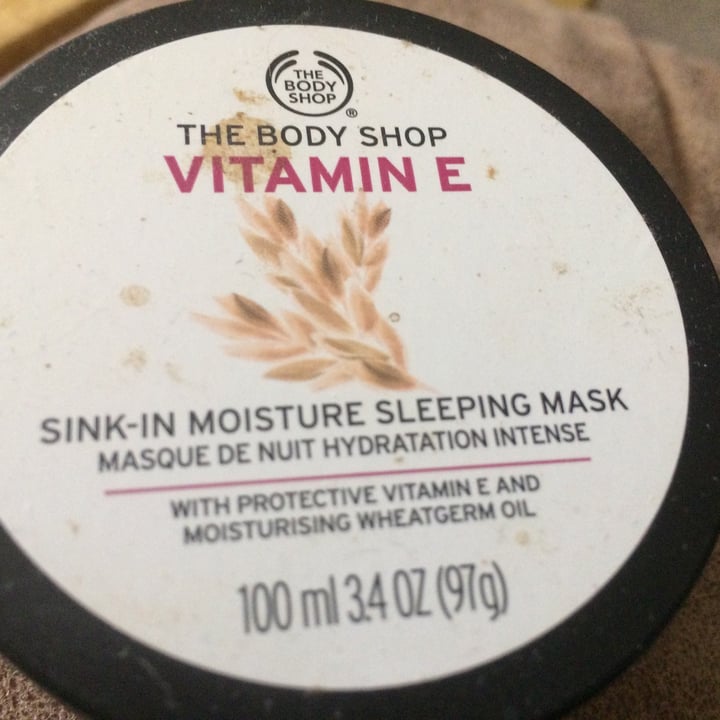 THE
BODY
SHOP
®
THE BODY SHOP
VITAMIN E
SINK-IN MOISTURE SLEEPING MASK
MASQUE DE NUIT HYDRATATION INTENSE
WITH PROTECTIVE VITAMIN E AND
MOISTURISING WHEATGERM OIL
100 ml 3.4 OZ (97g)